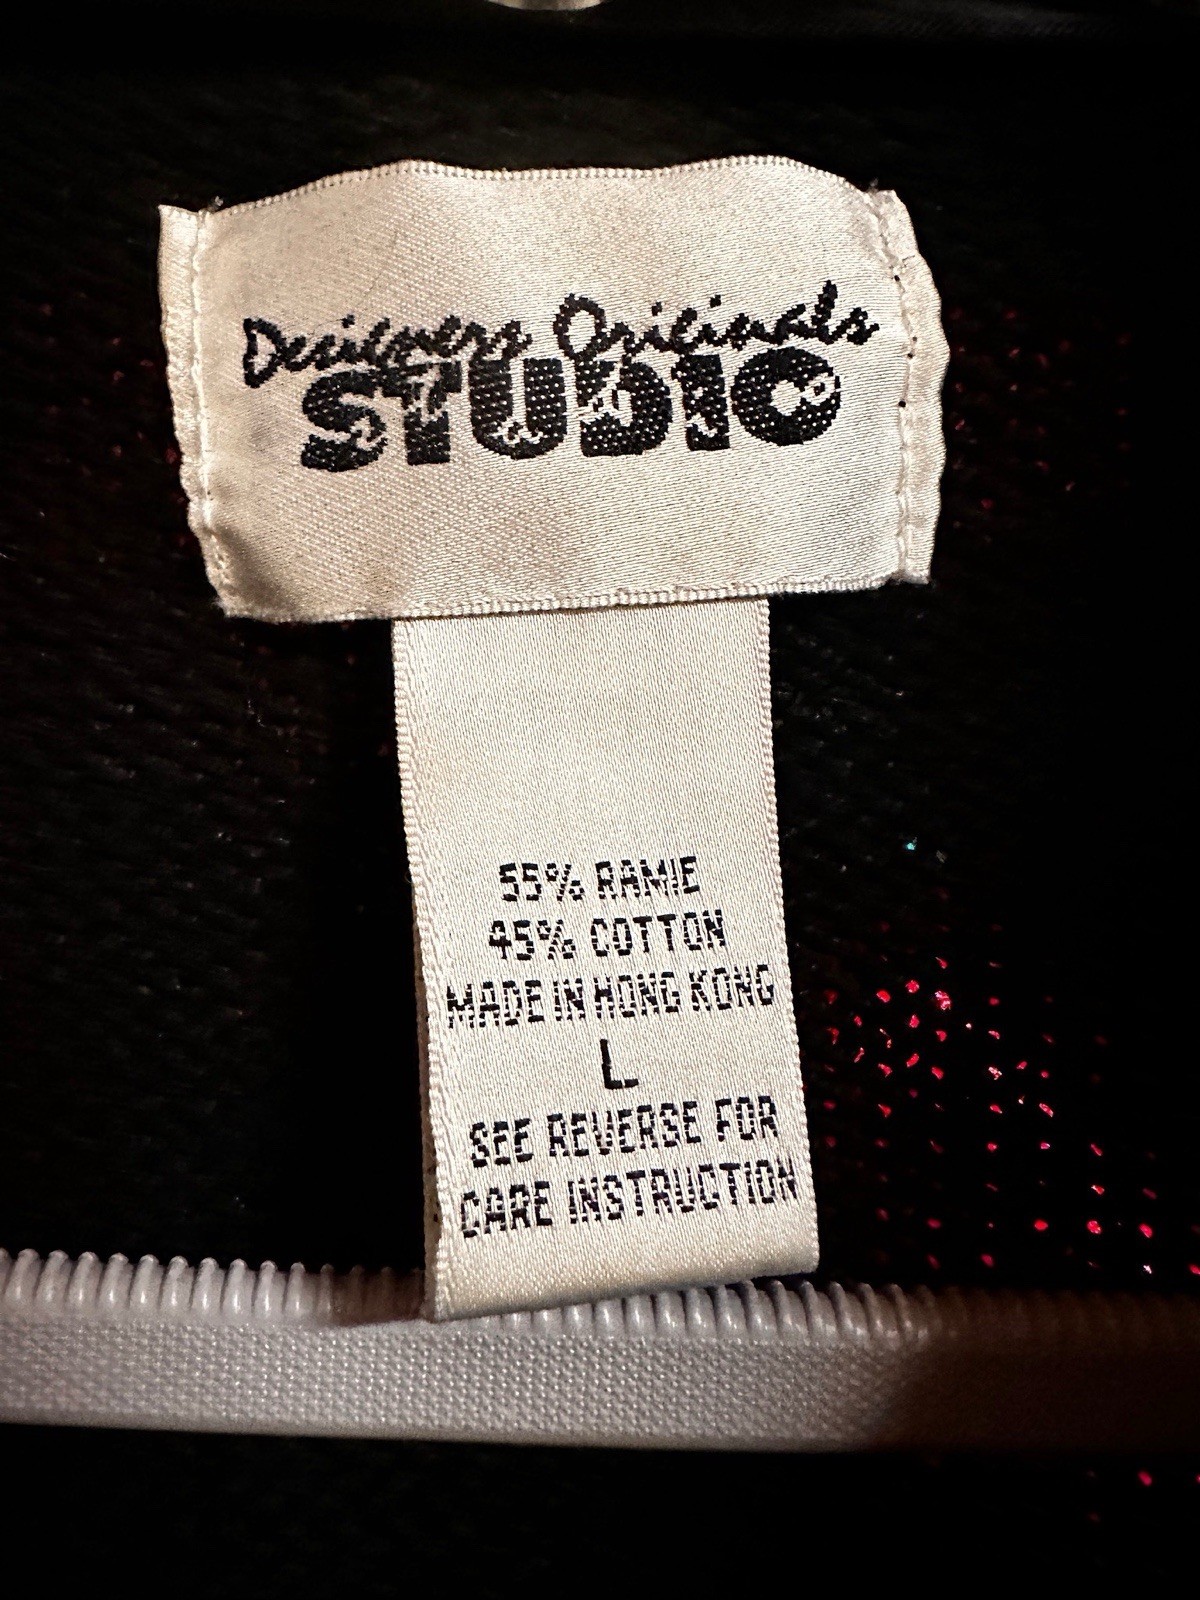 Designers Originals
STUDIO
55% RAMIE
45% COTTON
MADE IN HONG KONG
L
SEE REVERSE FOR
CARE INSTRUCTION